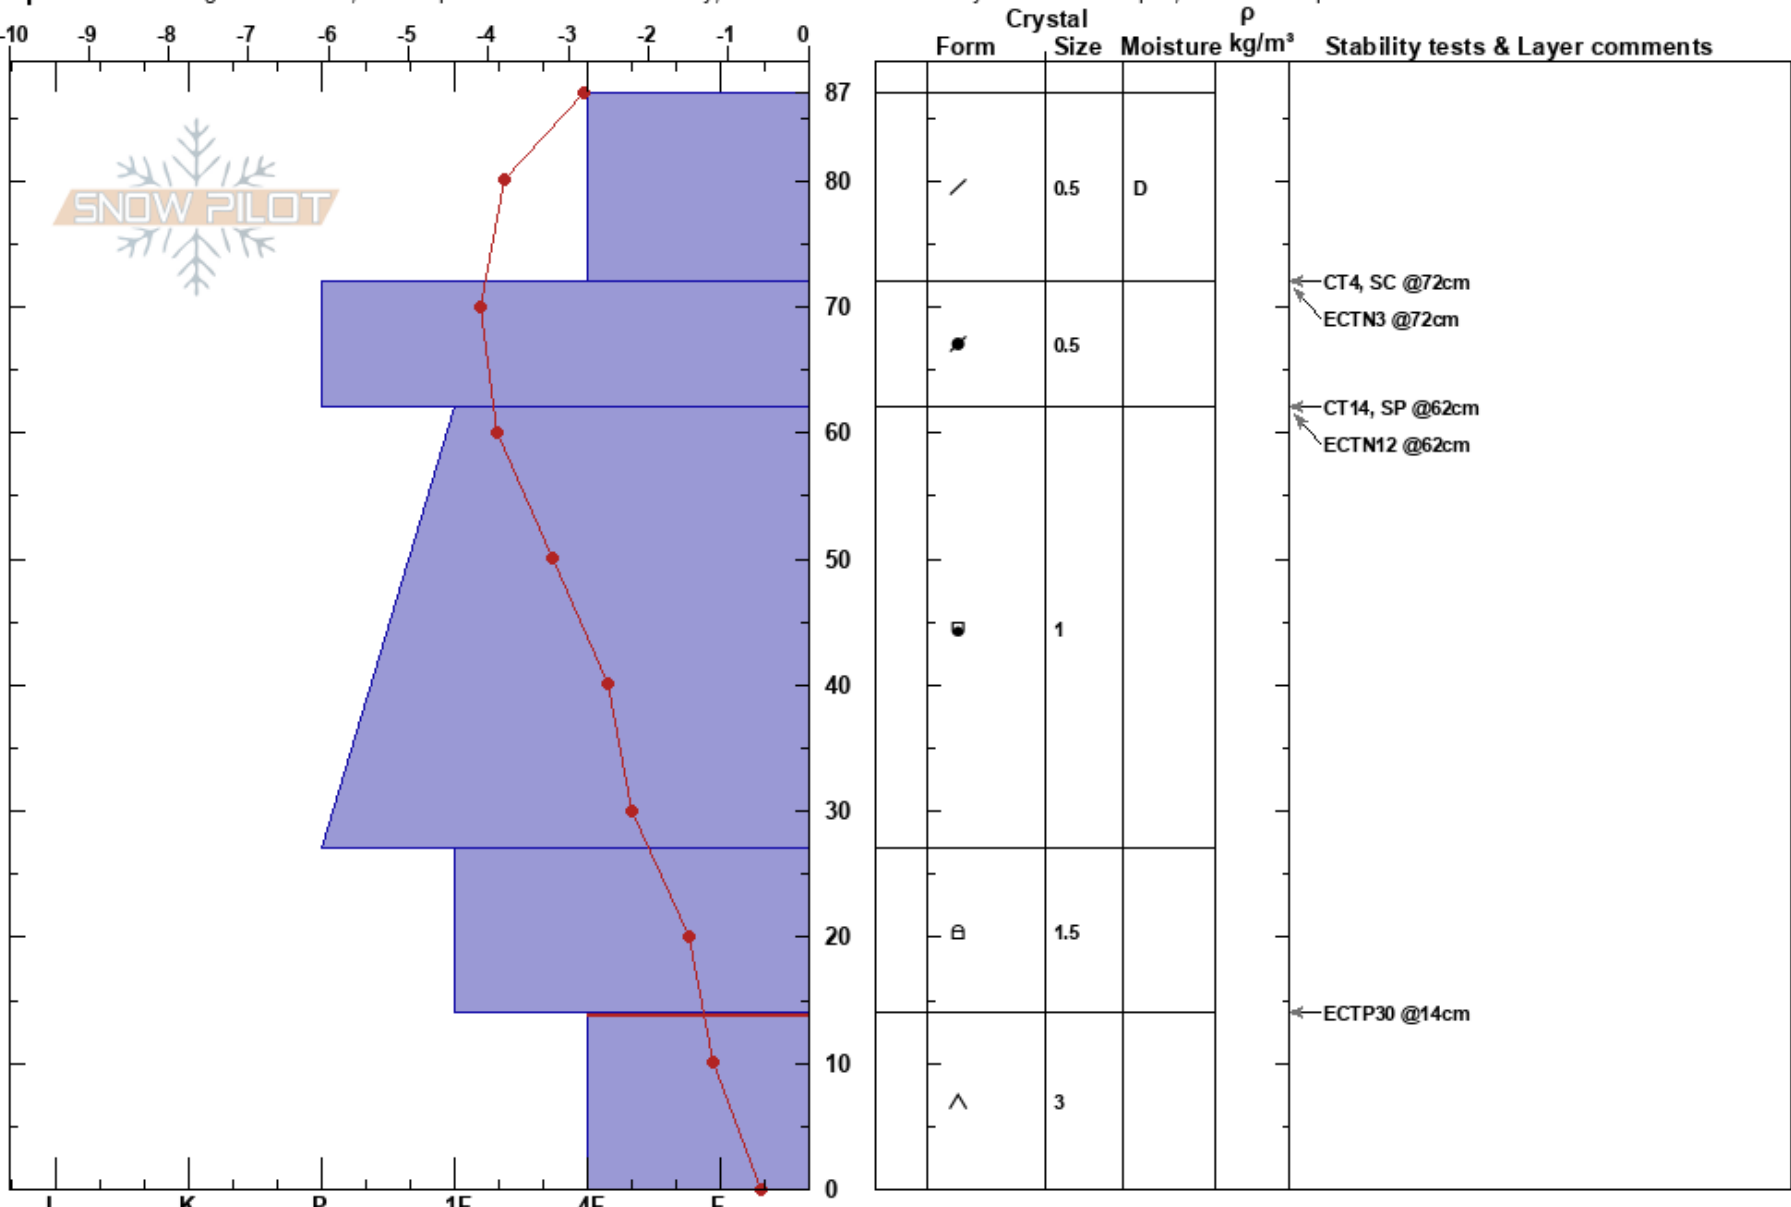 Crystal ρ
-10 -9 -8 -7 -6 -5 -4 -3 -2 -1 0
Form Size Moisture kg/m³ Stability tests & Layer comments
87
SNOW PILOT
80
0.5 D
CT4, SC @72cm
70
ECTN3 @72cm
0.5
CT14, SP @62cm
60
ECTN12 @62cm
50
1
40
30
20
1.5
ECTP30 @14cm
10
3
0
I K P 1F 4F F